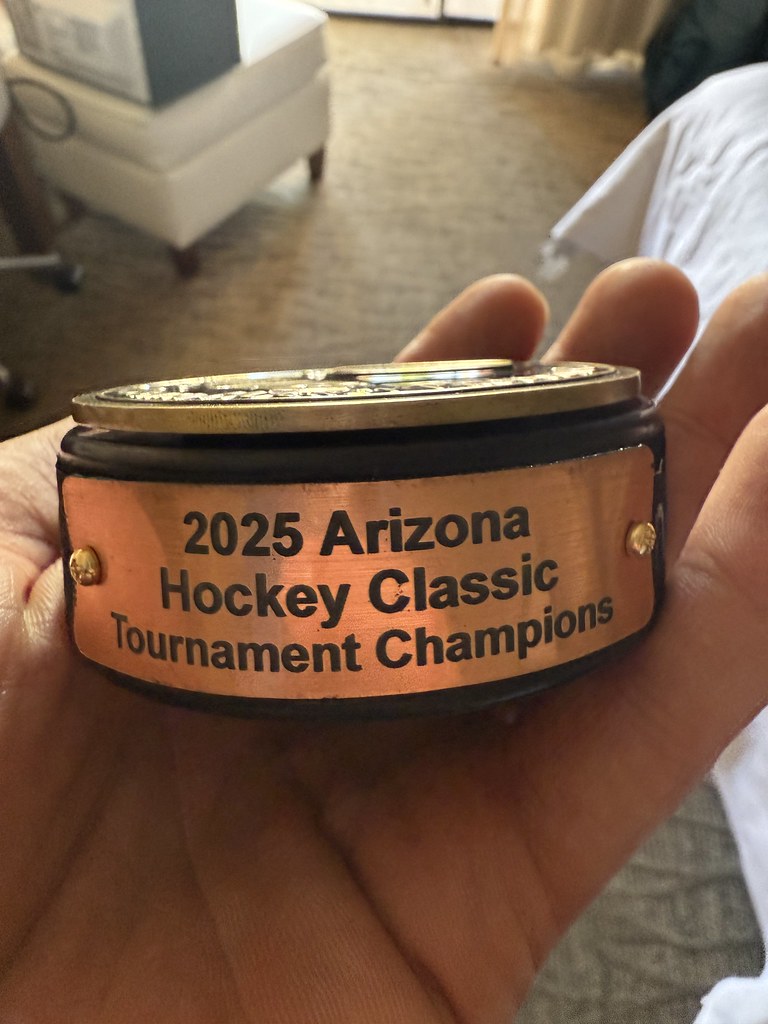 2025 Arizona
Hockey Classic
Tournament Champions